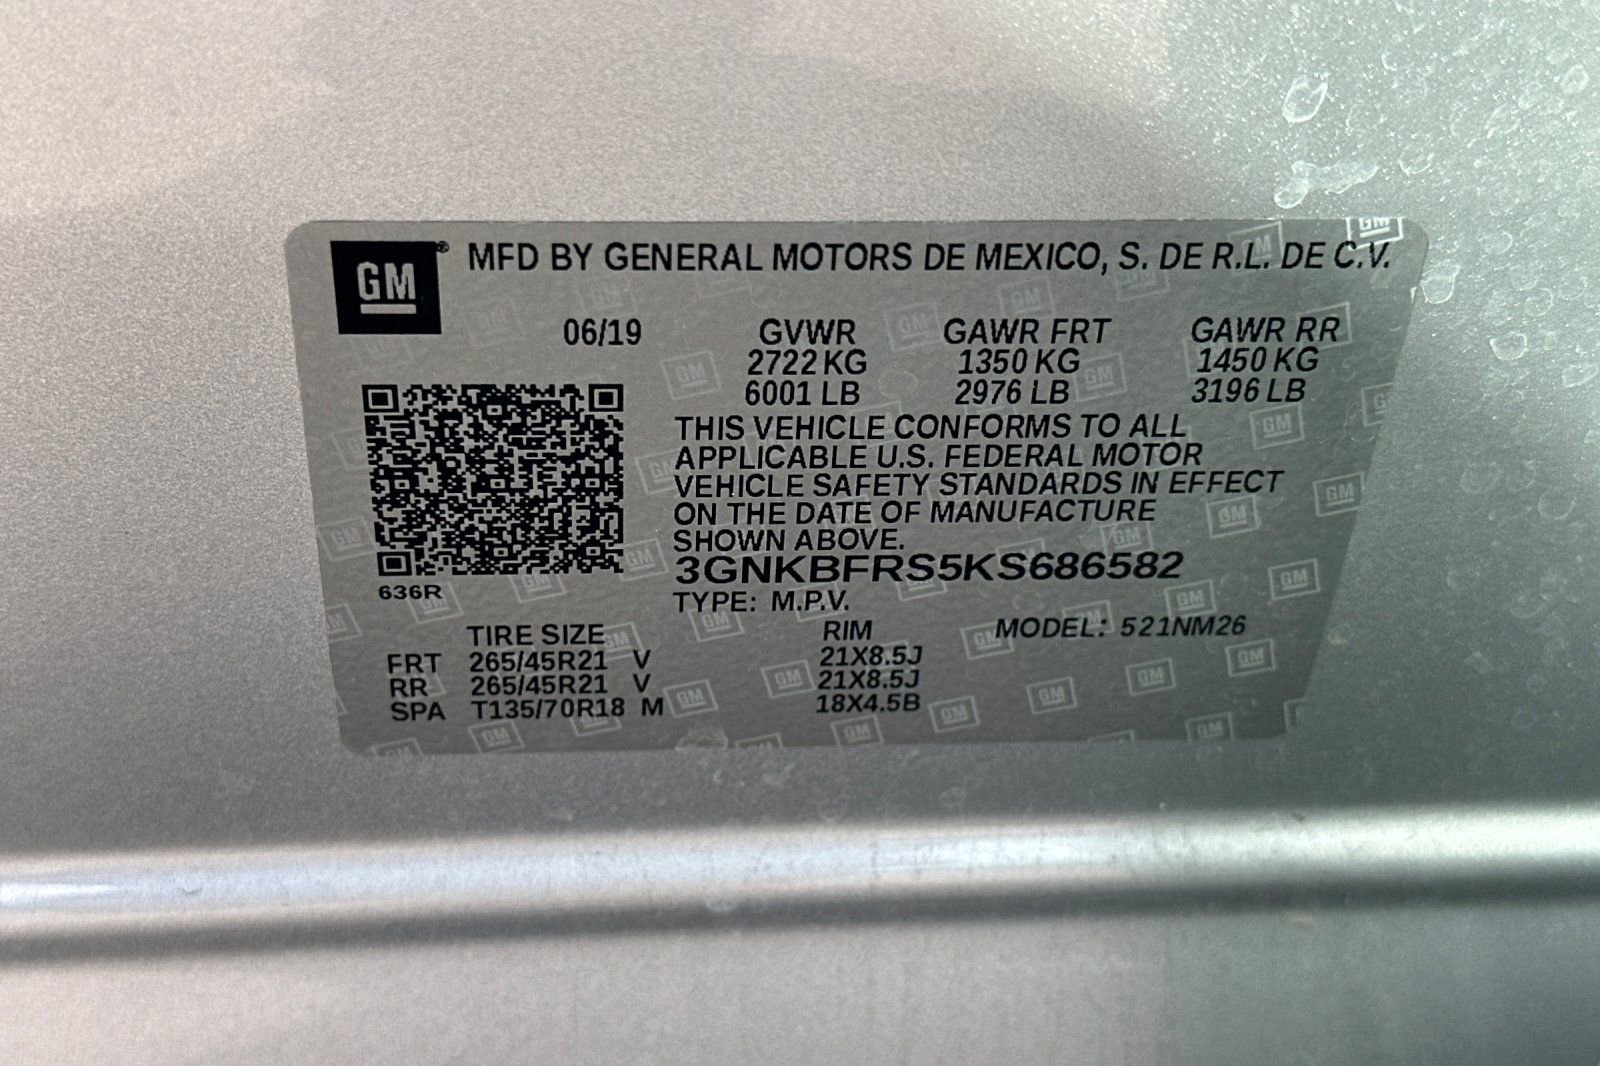 GM® MFD BY GENERAL MOTORS DE MEXICO, S. DE R.L. DE C.V.
06/19 GVWR GAWR FRT GAWR RR
2722 KG 1350 KG 1450 KG
6001 LB 2976 LB 3196 LB
THIS VEHICLE CONFORMS TO ALL
APPLICABLE U.S. FEDERAL MOTOR
VEHICLE SAFETY STANDARDS IN EFFECT
ON THE DATE OF MANUFACTURE
SHOWN ABOVE.
3GNKBFRS5KS686582
636R
TYPE: M.P.V.
TIRE SIZE RIM MODEL: 521NM26
FRT 265/45R21 V 21X8.5J
RR 265/45R21 V 21X8.5J
SPA T135/70R18 M 18X4.5B